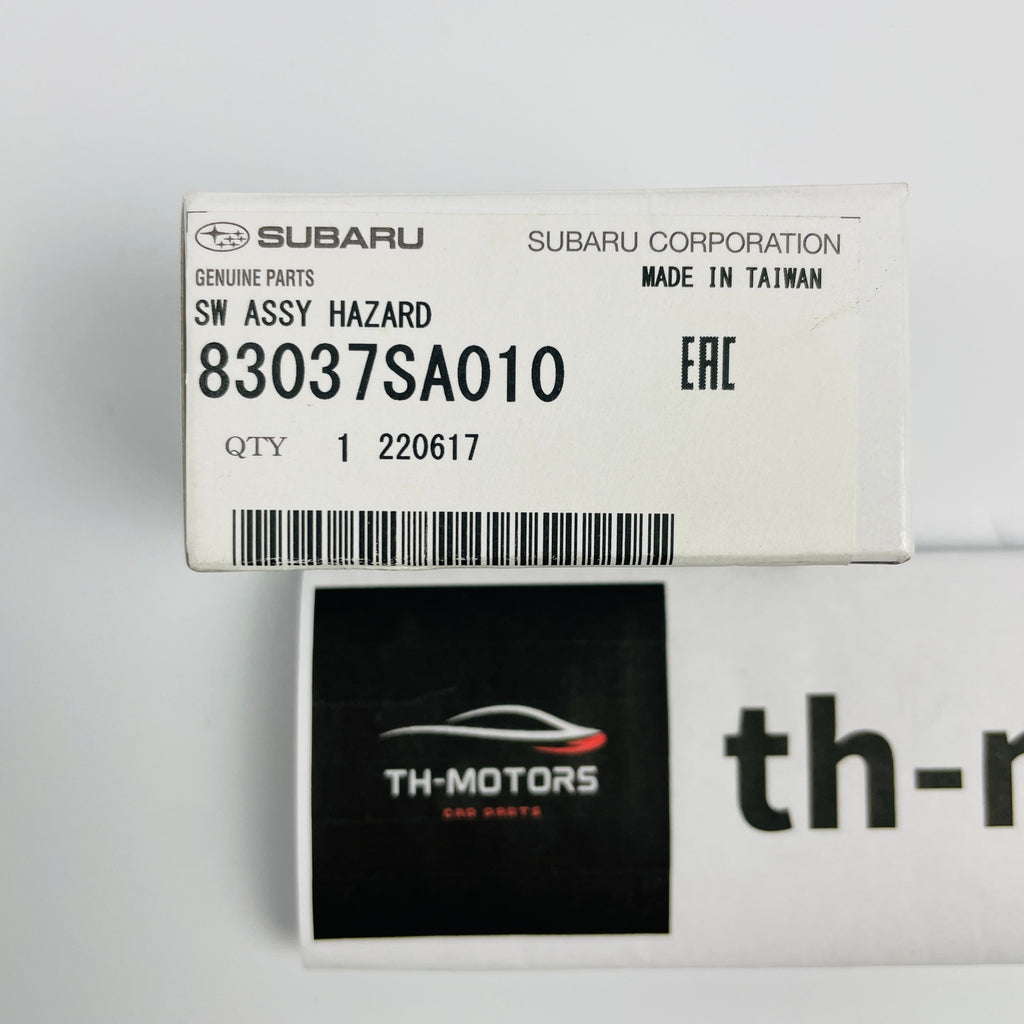 SUBARU SUBARU CORPORATION
GENUINE PARTS MADE IN TAIWAN
SW ASSY HAZARD
83037SA010 EAC
QTY 1 220617
TH-MOTORS
CAR PARTS
th-